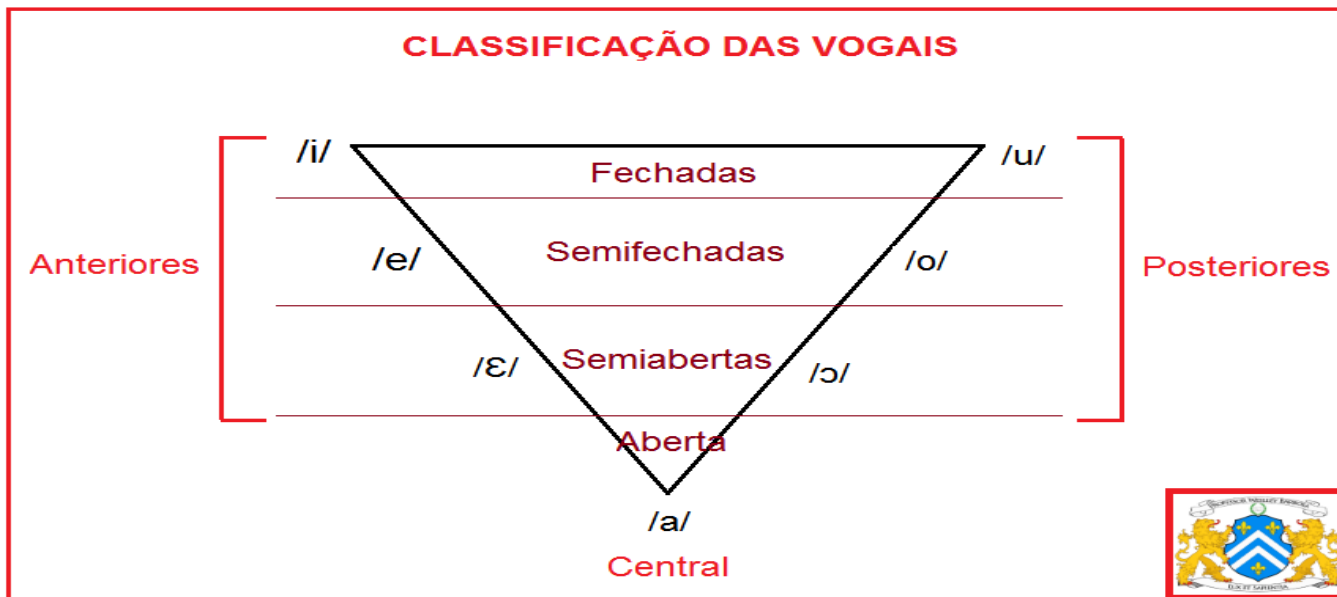 CLASSIFICAÇÃO DAS VOGAIS
/i/
/u/
Fechadas
Anteriores
/e/
Semifechadas
/o/
Posteriores
/Ɛ/
Semiabertas
/ɔ/
Aberta
/a/
Central